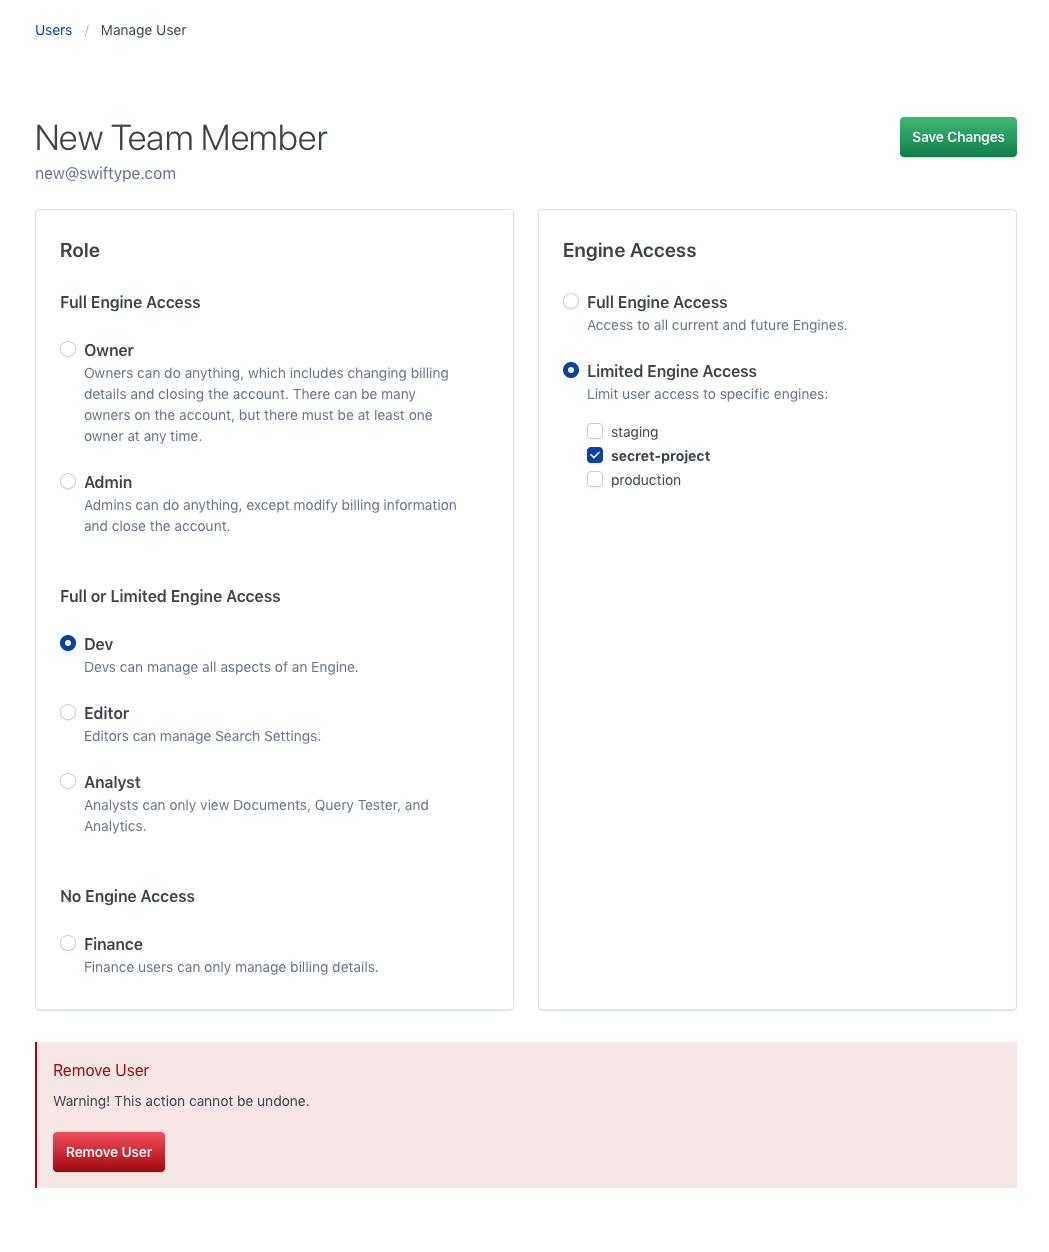 Users / Manage User
New Team Member
new@swiftype.com
Save Changes
Role
Full Engine Access
Owner
Owners can do anything, which includes changing billing
details and closing the account. There can be many
owners on the account, but there must be at least one
owner at any time.
Admin
Admins can do anything, except modify billing information
and close the account.
Full or Limited Engine Access
Dev
Devs can manage all aspects of an Engine.
Editor
Editors can manage Search Settings.
Analyst
Analysts can only view Documents, Query Tester, and
Analytics.
No Engine Access
Finance
Finance users can only manage billing details.
Engine Access
Full Engine Access
Access to all current and future Engines.
Limited Engine Access
Limit user access to specific engines:
staging
secret-project
production
Remove User
Warning! This action cannot be undone.
Remove User